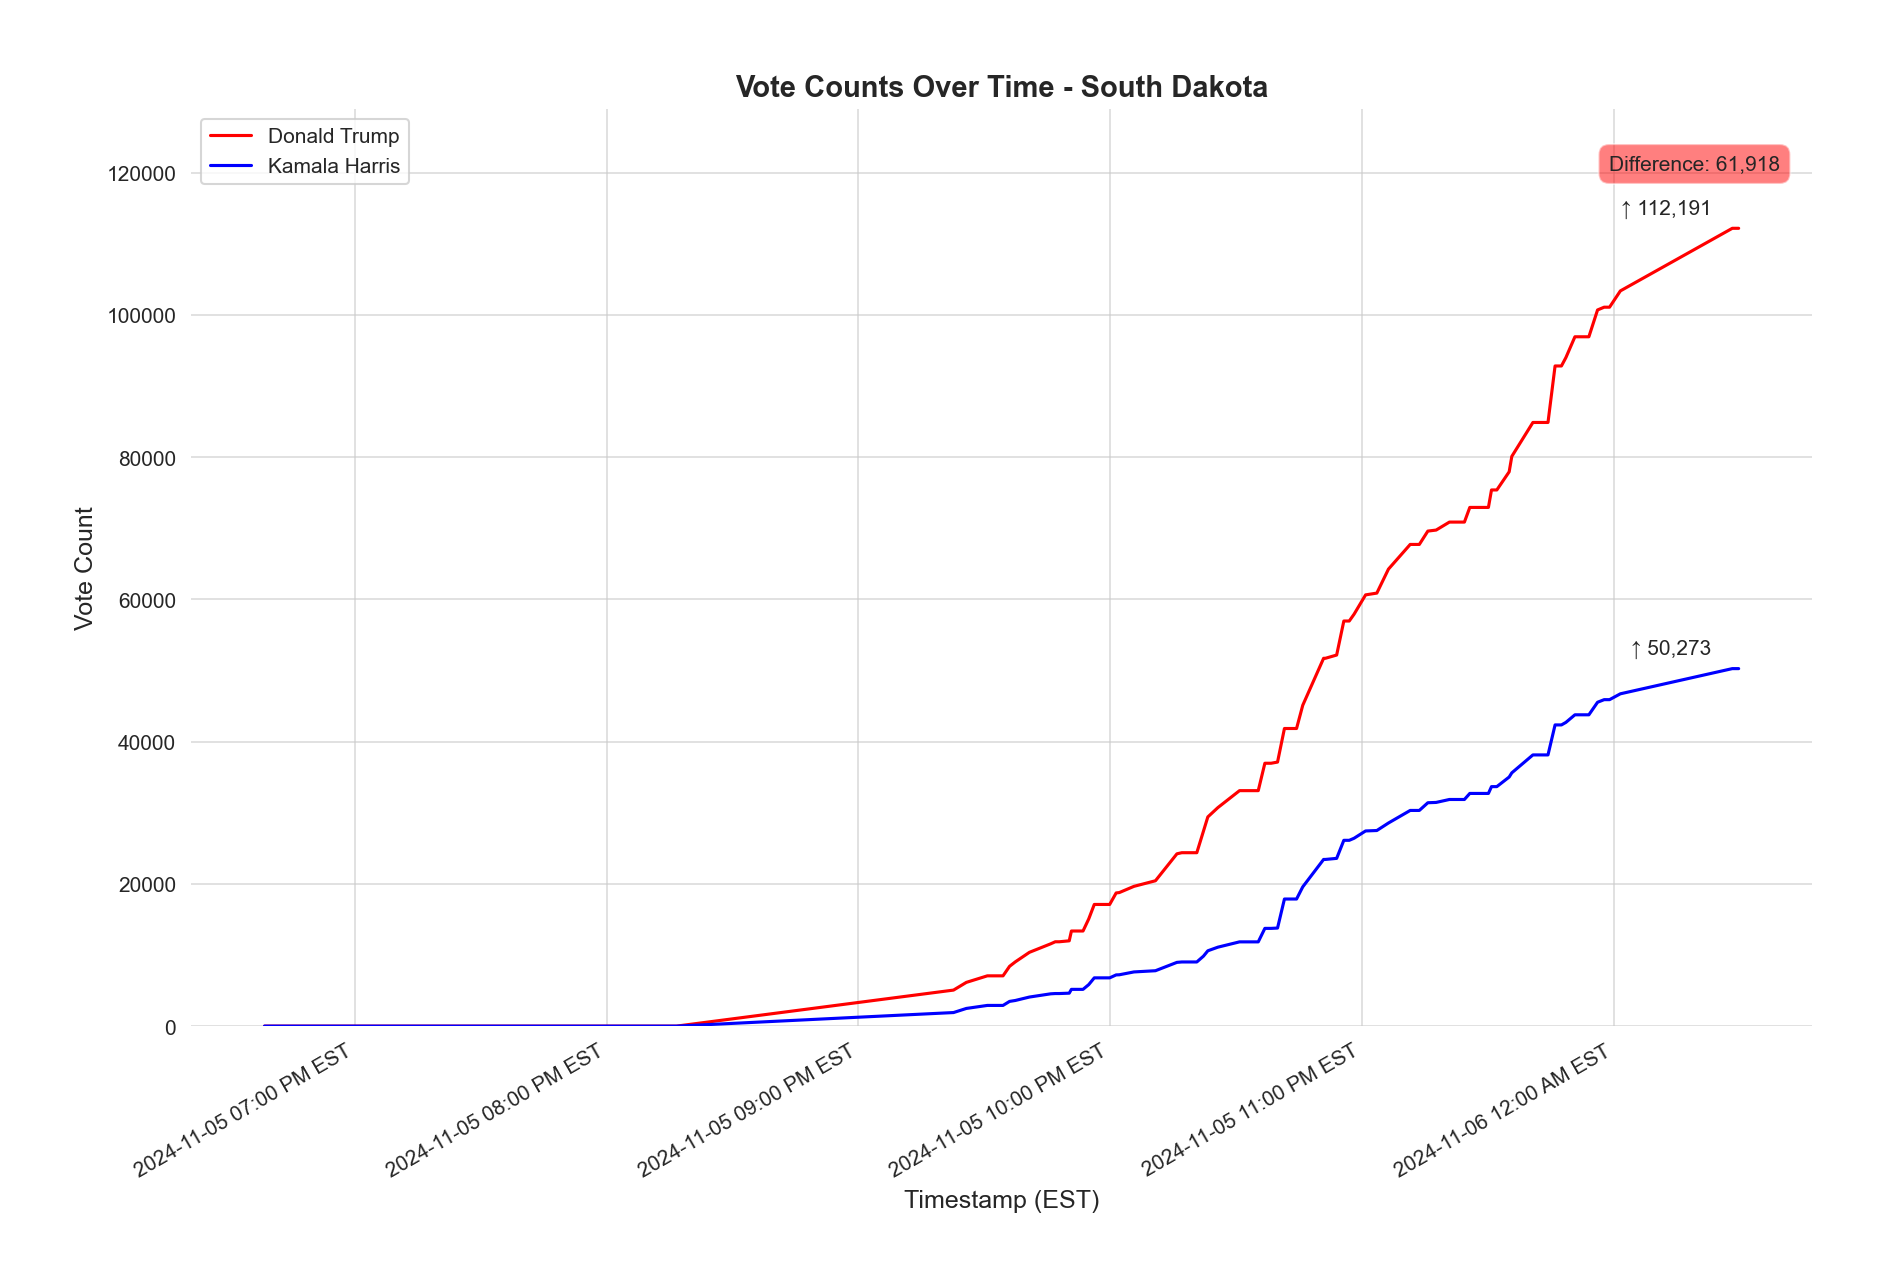 Vote Counts Over Time - South Dakota
Donald Trump
Kamala Harris
Difference: 61,918
↑ 112,191
↑ 50,273
Vote Count
120000
100000
80000
60000
40000
20000
0
2024-11-05 07:00 PM EST
2024-11-05 08:00 PM EST
2024-11-05 09:00 PM EST
2024-11-05 10:00 PM EST
2024-11-05 11:00 PM EST
2024-11-06 12:00 AM EST
Timestamp (EST)